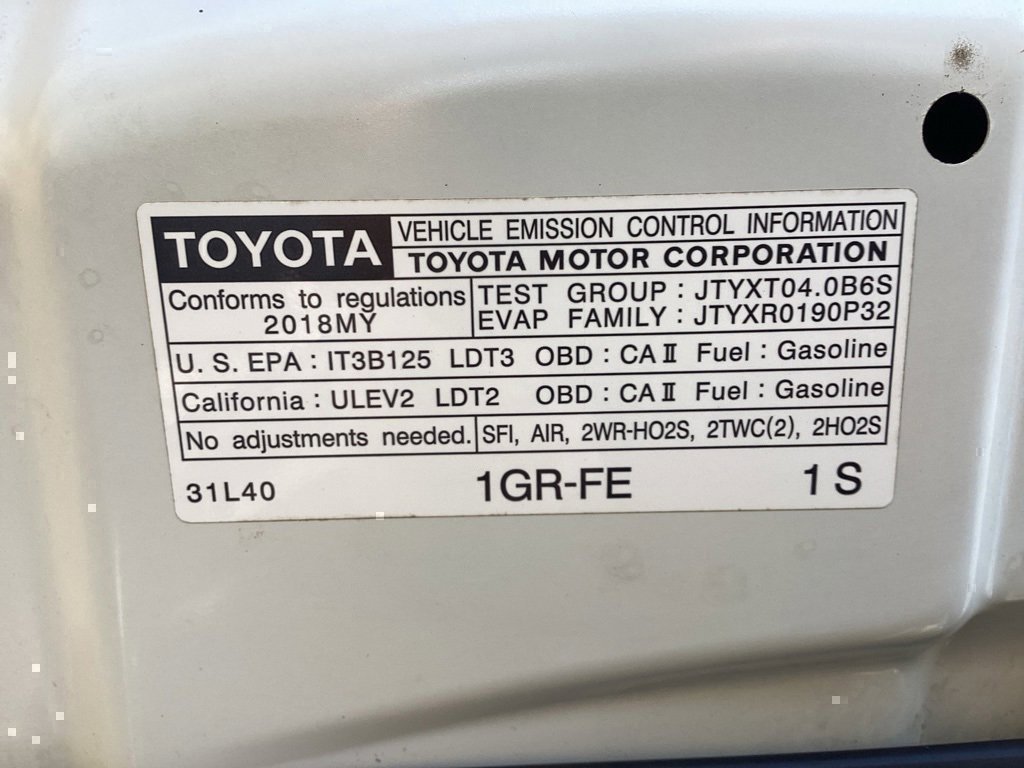 TOYOTA VEHICLE EMISSION CONTROL INFORMATION
TOYOTA MOTOR CORPORATION
Conforms to regulations
2018MY
TEST GROUP : JTYXT04.0B6S
EVAP FAMILY : JTYXR0190P32
U. S. EPA : IT3B125 LDT3 OBD : CA II Fuel : Gasoline
California : ULEV2 LDT2 OBD : CA II Fuel : Gasoline
No adjustments needed. SFI, AIR, 2WR-HO2S, 2TWC(2), 2HO2S
31L40 1GR-FE 1 S